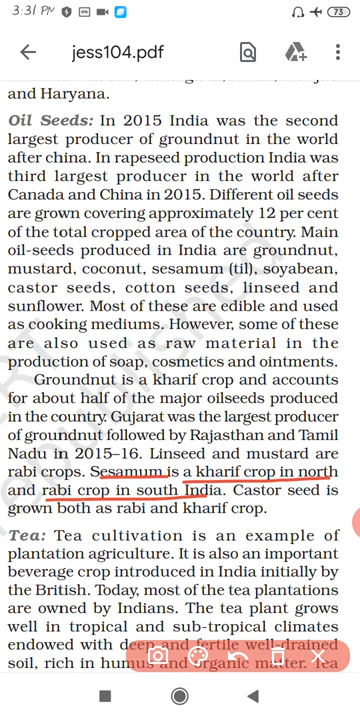 3:31 PM
73
jess104.pdf
and Haryana.
Oil Seeds: In 2015 India was the second
largest producer of groundnut in the world
after china. In rapeseed production India was
third largest producer in the world after
Canada and China in 2015. Different oil seeds
are grown covering approximately 12 per cent
of the total cropped area of the country. Main
oil-seeds produced in India are groundnut,
mustard, coconut, sesamum (til), soyabean,
castor seeds, cotton seeds, linseed and
sunflower. Most of these are edible and used
as cooking mediums. However, some of these
are also used as raw material in the
production of soap, cosmetics and ointments.
Groundnut is a kharif crop and accounts
for about half of the major oilseeds produced
in the country. Gujarat was the largest producer
of groundnut followed by Rajasthan and Tamil
Nadu in 2015–16. Linseed and mustard are
rabi crops. Sesamum is a kharif crop in north
and rabi crop in south India. Castor seed is
grown both as rabi and kharif crop.
Tea: Tea cultivation is an example of
plantation agriculture. It is also an important
beverage crop introduced in India initially by
the British. Today, most of the tea plantations
are owned by Indians. The tea plant grows
well in tropical and sub-tropical climates
endowed with deep and fertile well-drained
soil, rich in humus and organic matter. Tea